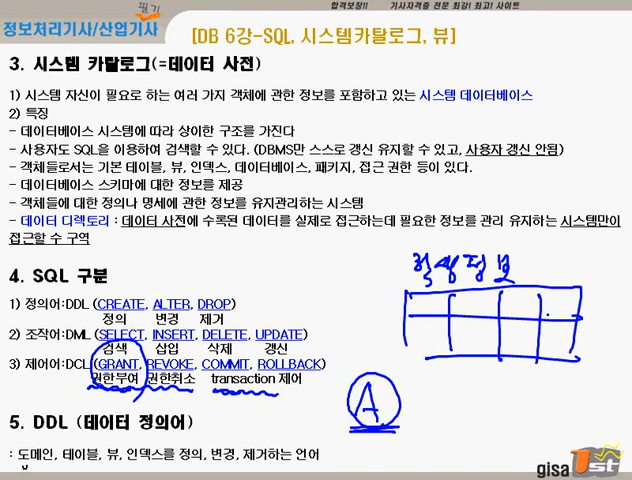 합격보장!! 기사자격증 전문 최강! 최고! 사이트
필기
정보처리기사/산업기사
[DB 6강-SQL, 시스템카탈로그, 뷰]
3. 시스템 카탈로그(=데이터 사전)
1) 시스템 자신이 필요로 하는 여러 가지 객체에 관한 정보를 포함하고 있는 시스템 데이터베이스
2) 특징
- 데이터베이스 시스템에 따라 상이한 구조를 가진다
- 사용자도 SQL을 이용하여 검색할 수 있다. (DBMS만 스스로 갱신 유지할 수 있고, 사용자 갱신 안됨)
- 객체들로서는 기본 테이블, 뷰, 인덱스, 데이터베이스, 패키지, 접근 권한 등이 있다.
- 데이터베이스 스키마에 대한 정보를 제공
- 객체들에 대한 정의나 명세에 관한 정보를 유지관리하는 시스템
- 데이터 디렉토리 : 데이터 사전에 수록된 데이터를 실제로 접근하는데 필요한 정보를 관리 유지하는 시스템만이
접근할 수 구역
학생정보
4. SQL 구분
1) 정의어:DDL (CREATE, ALTER, DROP)
정의 변경 제거
2) 조작어:DML (SELECT, INSERT, DELETE, UPDATE)
검색 삽입 삭제 갱신
3) 제어어:DCL (GRANT, REVOKE, COMMIT, ROLLBACK)
권한부여 권한취소 transaction 제어
A
5. DDL (데이터 정의어)
: 도메인, 테이블, 뷰, 인덱스를 정의, 변경, 제거하는 언어
gisa 1st